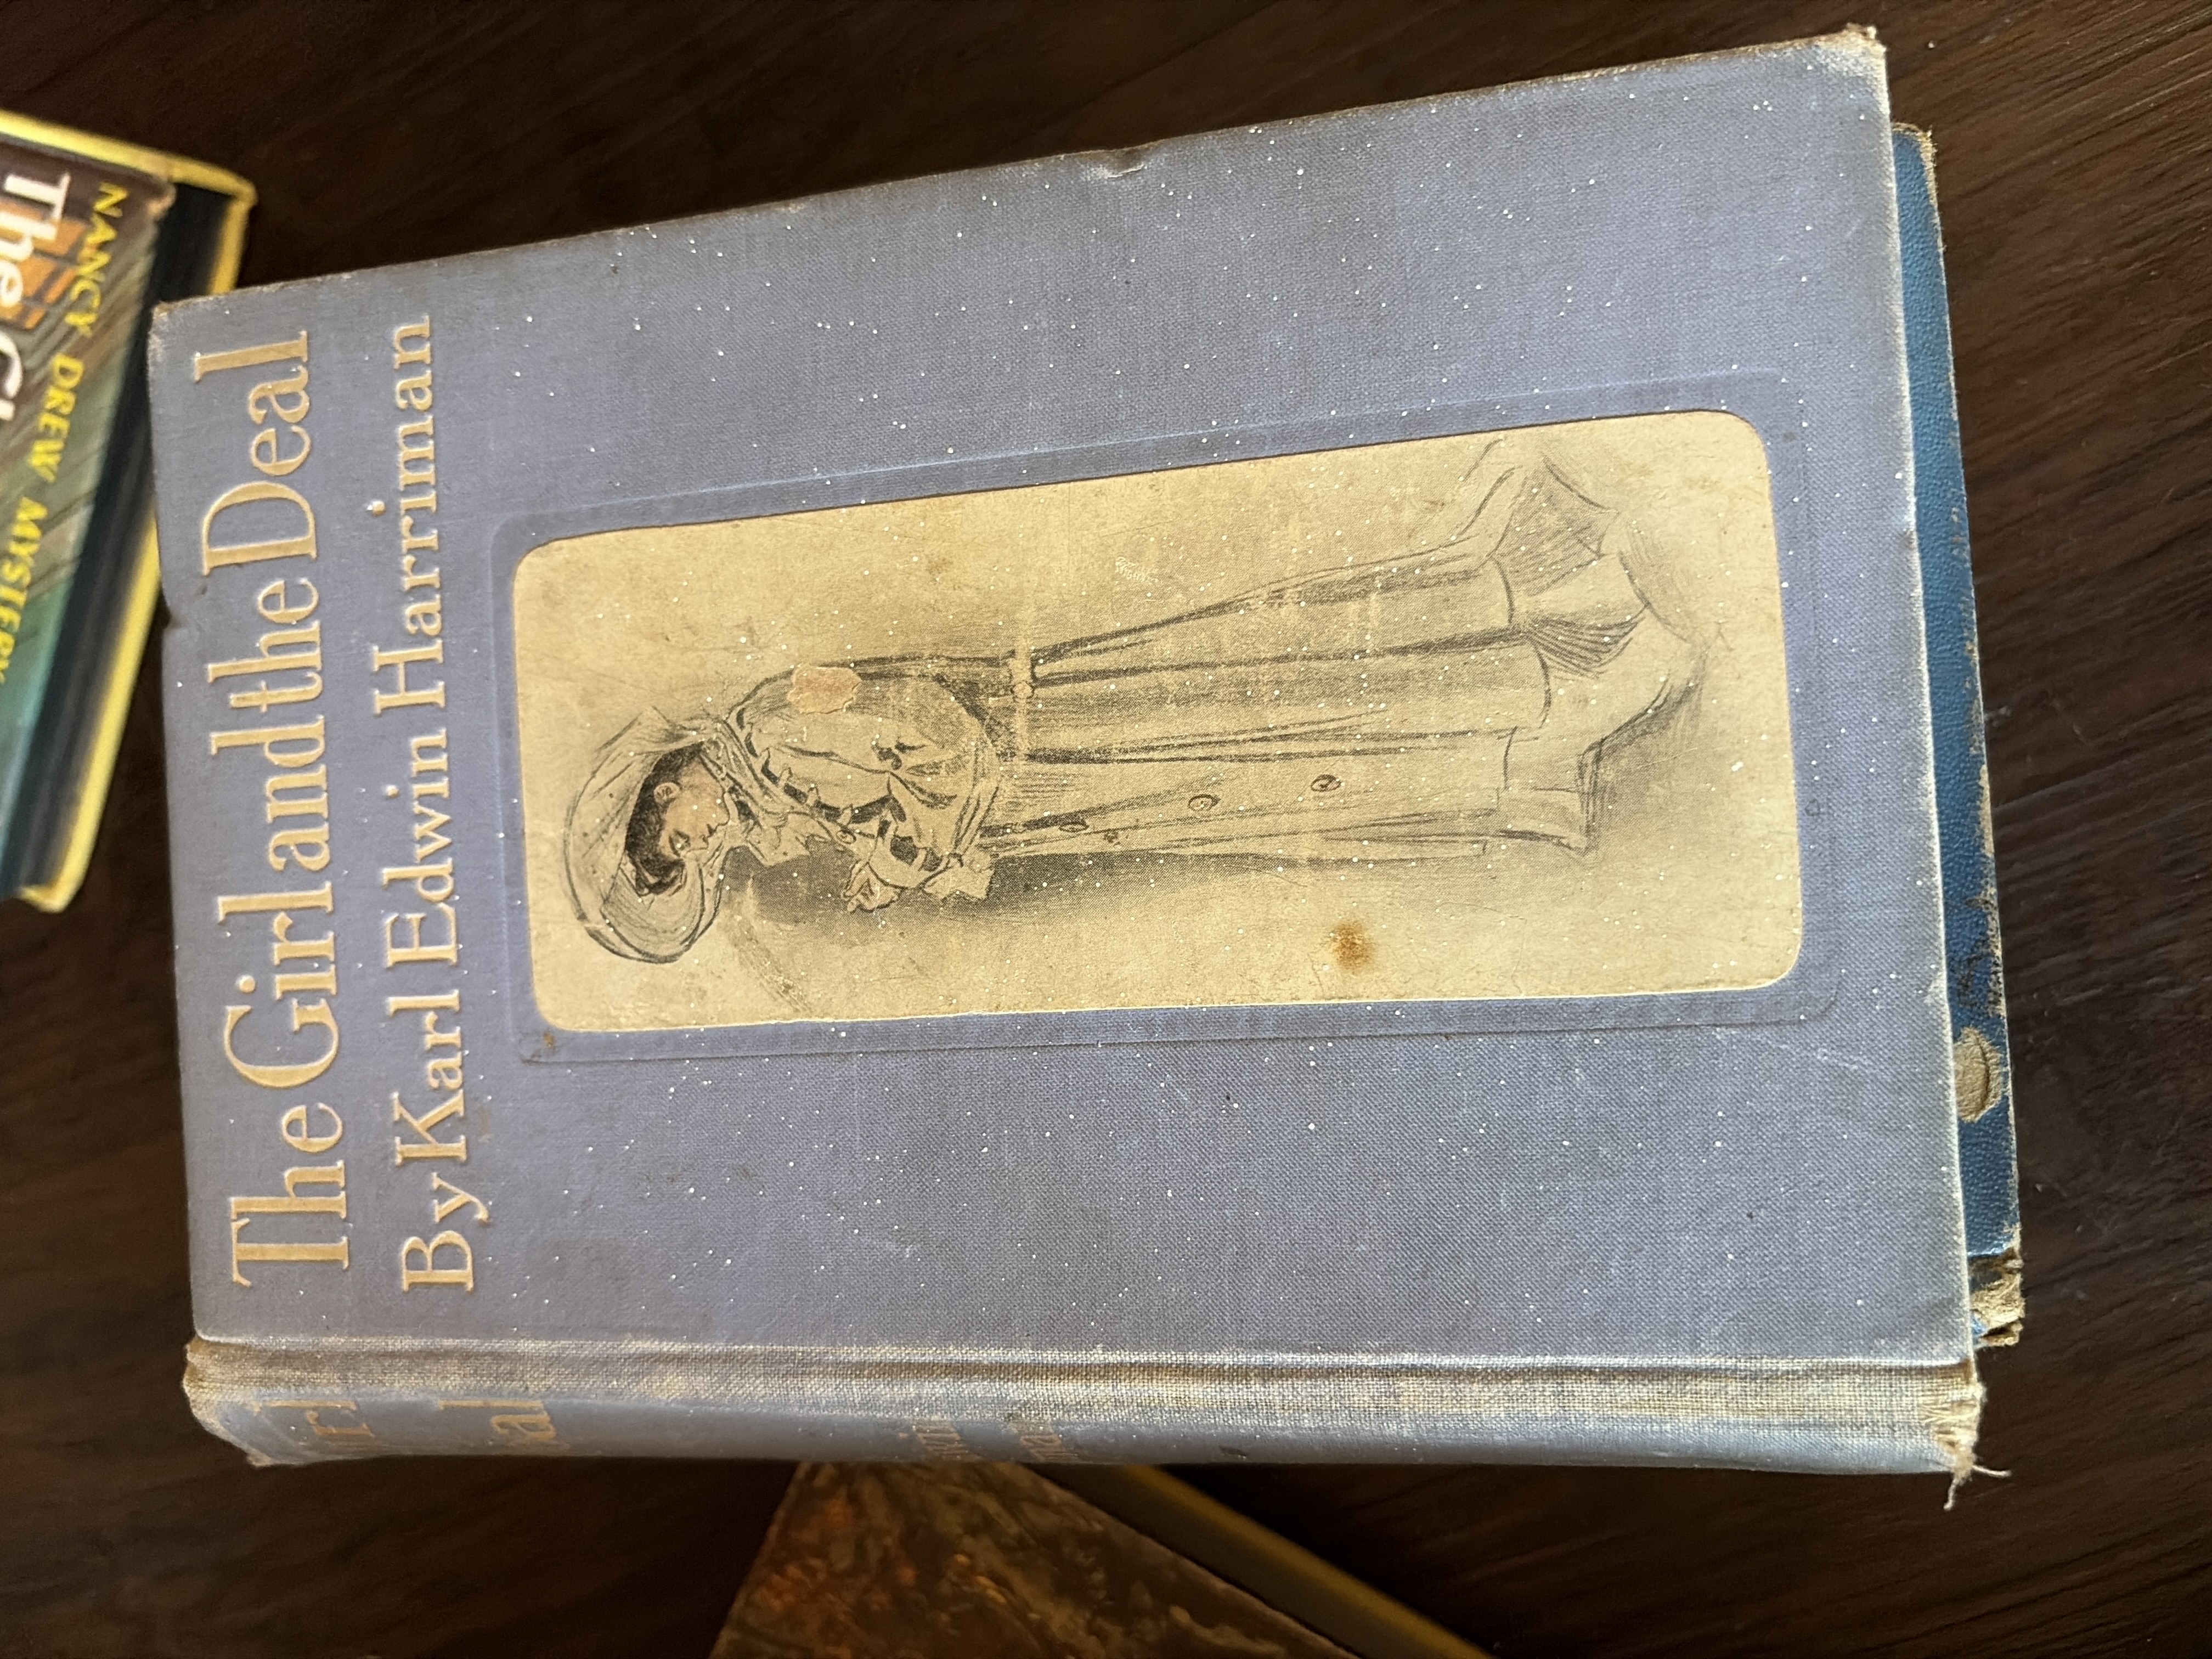 The Girl and the Deal
By Karl Edwin Harriman
NANCY DREW MYSTERY
The